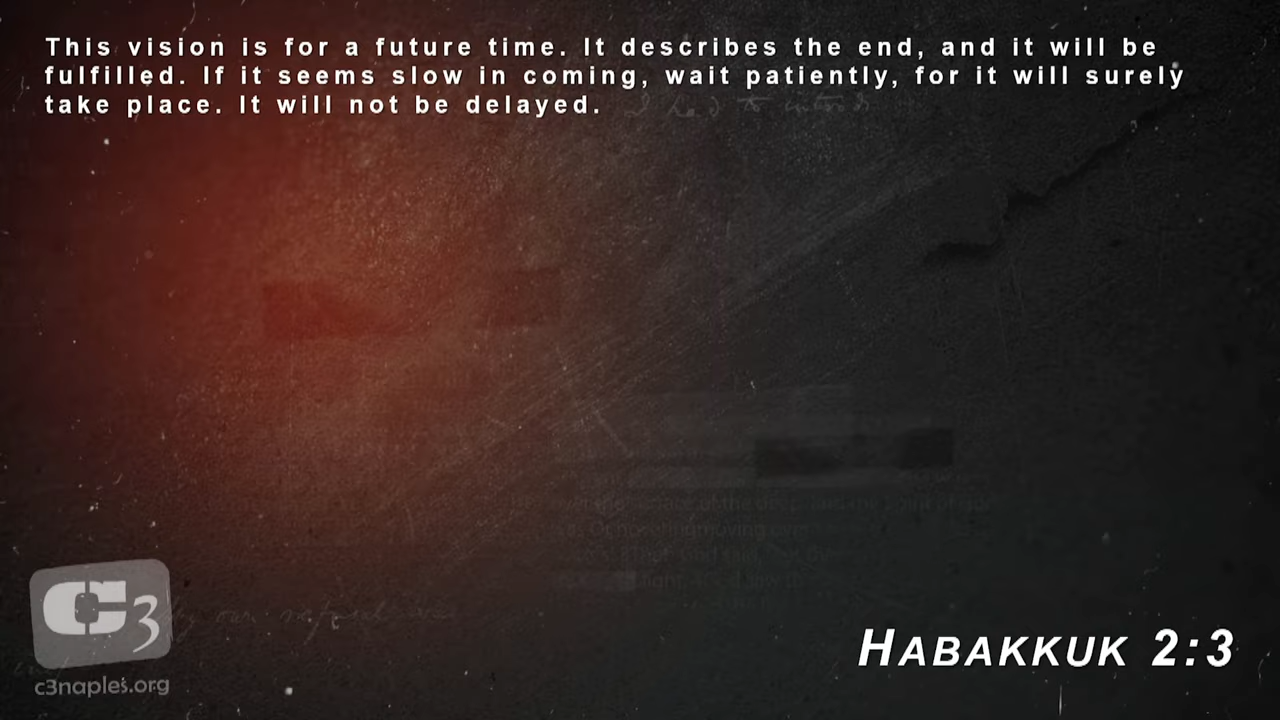 This vision is for a future time. It describes the end, and it will be
fulfilled. If it seems slow in coming, wait patiently, for it will surely
take place. It will not be delayed.
C3
c3naples.org
HABAKKUK 2:3